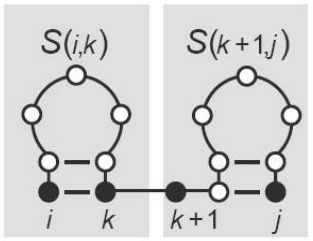 S(i,k) S(k+1,j)
i k k+1 j